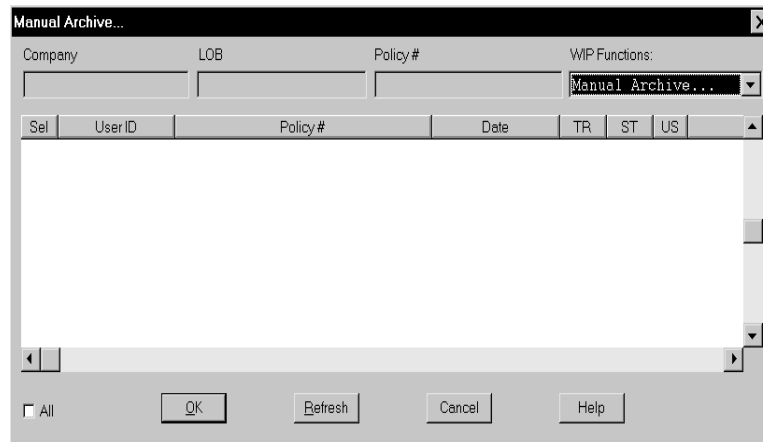 Manual Archive...
Company LOB Policy # WIP Functions:
Manual Archive...
Sel User ID Policy # Date TR ST US
All OK Refresh Cancel Help